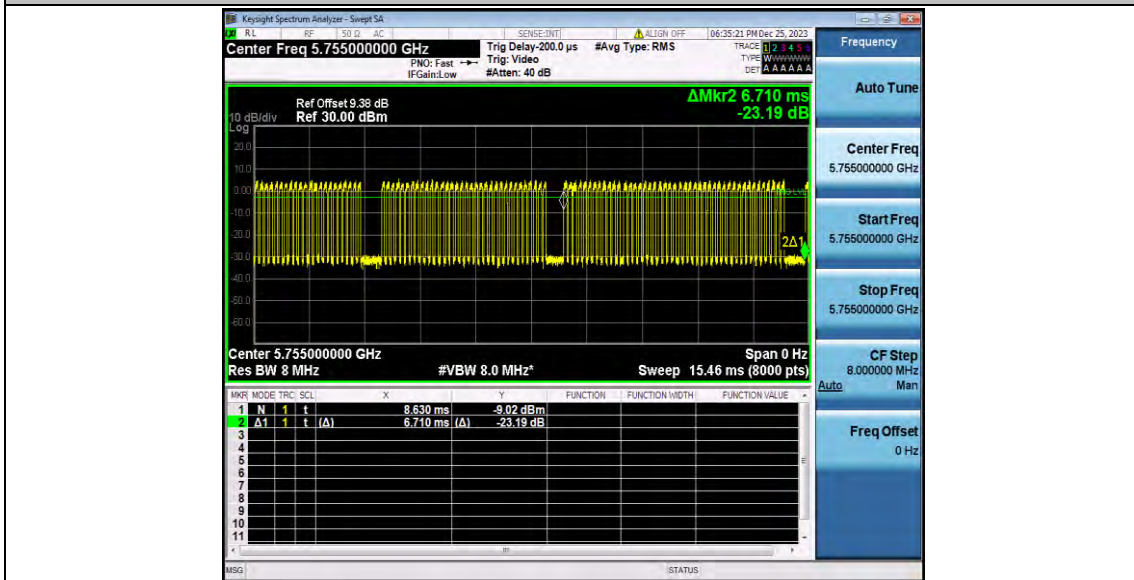 Keysight Spectrum Analyzer - Swept SA
RL RF 50 Ω AC SENSE:INT ALIGN OFF 06:35:21 PM Dec 25, 2023
Center Freq 5.755000000 GHz
PNO: Fast
IFGain:Low
Trig Delay-200.0 µs
Trig: Video
#Atten: 40 dB
#Avg Type: RMS
TRACE 1 2 3 4 5 6
TYPE WWWWWW
DET A A A A A A
ΔMkr2 6.710 ms
-23.19 dB
Ref Offset 9.38 dB
10 dB/div Ref 30.00 dBm
Log
20.0
10.0
0.00
-10.0
-20.0
-30.0
-40.0
-50.0
-60.0
2Δ1
Center 5.755000000 GHz Span 0 Hz
Res BW 8 MHz #VBW 8.0 MHz* Sweep 15.46 ms (8000 pts)
MKR MODE TRC SCL X Y FUNCTION FUNCTION WIDTH FUNCTION VALUE
1 N 1 t 8.630 ms -9.02 dBm
2 Δ1 1 t (Δ) 6.710 ms (Δ) -23.19 dB
3
4
5
6
7
8
9
10
11
MSG STATUS
Frequency
Auto Tune
Center Freq
5.755000000 GHz
Start Freq
5.755000000 GHz
Stop Freq
5.755000000 GHz
CF Step
8.000000 MHz
Auto Man
Freq Offset
0 Hz